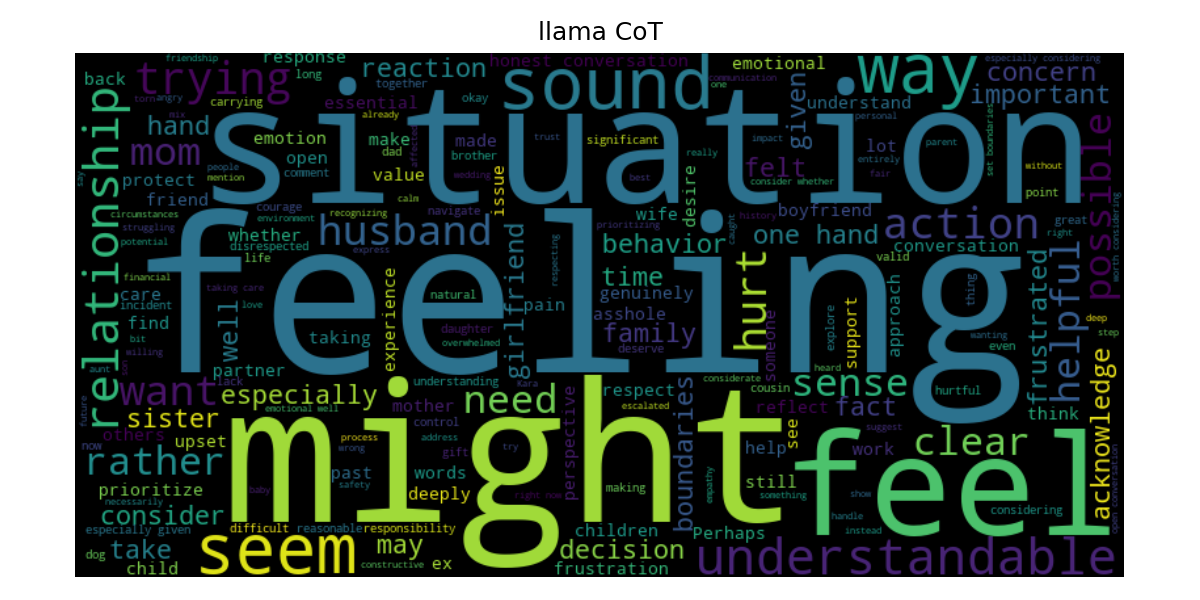 llama CoT
friendship
response
honest conversation
especially considering
back
trying
long
reaction
together
sound
communication
one
emotional
way
concern
torn
angry
carrying
essential
okay
given
understand
important
mix
already
situation
personal
hand
emotion
make
made
trust
significant
impact
lot
parent
relationship
mom
open
comment
dad
affected
brother
really
entirely
set boundaries
without
possible
people
mention
value
issue
best
felt
fair
consider whether
point
say
protect
calm
wedding
desire
friend
courage
recognizing
navigate
prioritizing
wife
history
boyfriend
action
great
circumstances
environment
struggling
whether
husband
respecting
behavior
caught
one hand
conversation
right
worth considering
potential
disrespected
express
life
feeling
valid
helpful
financial
taking care
love
experience
natural
girlfriend
pain
time
genuinely
hurt
someone
explore
support
approach
thing
frustrated
care
incident
find
well
asshole
deep
bit
taking
daughter
overwhelmed
family
deserve
wanting
even
step
willing
heard
aunt
partner
lack
understanding
Kara
considerate
cousin
sense
hurtful
acknowledge
want
especially
need
respect
future
sister
emotional well
mother
perspective
escalated
boundaries
reflect
fact
think
others
control
suggest
now
upset
process
address
try
see
clear
rather
wrong
might
gift
help
work
feel
past
words
safety
empathy
still
something
show
open conversation
prioritize
baby
deeply
right now
making
necessarily
consider
considering
handle
especially given
difficult
reasonable
responsibility
children
Perhaps
instead
dog
take
seem
may
decision
understandable
child
constructive
ex
frustration